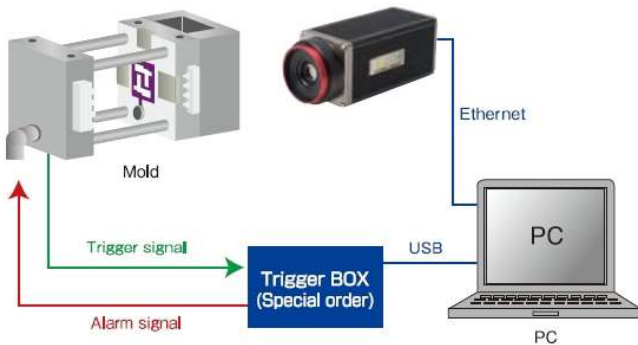 Ethernet
Mold
PC
Trigger signal
USB
Trigger BOX
(Special order)
Alarm signal
PC